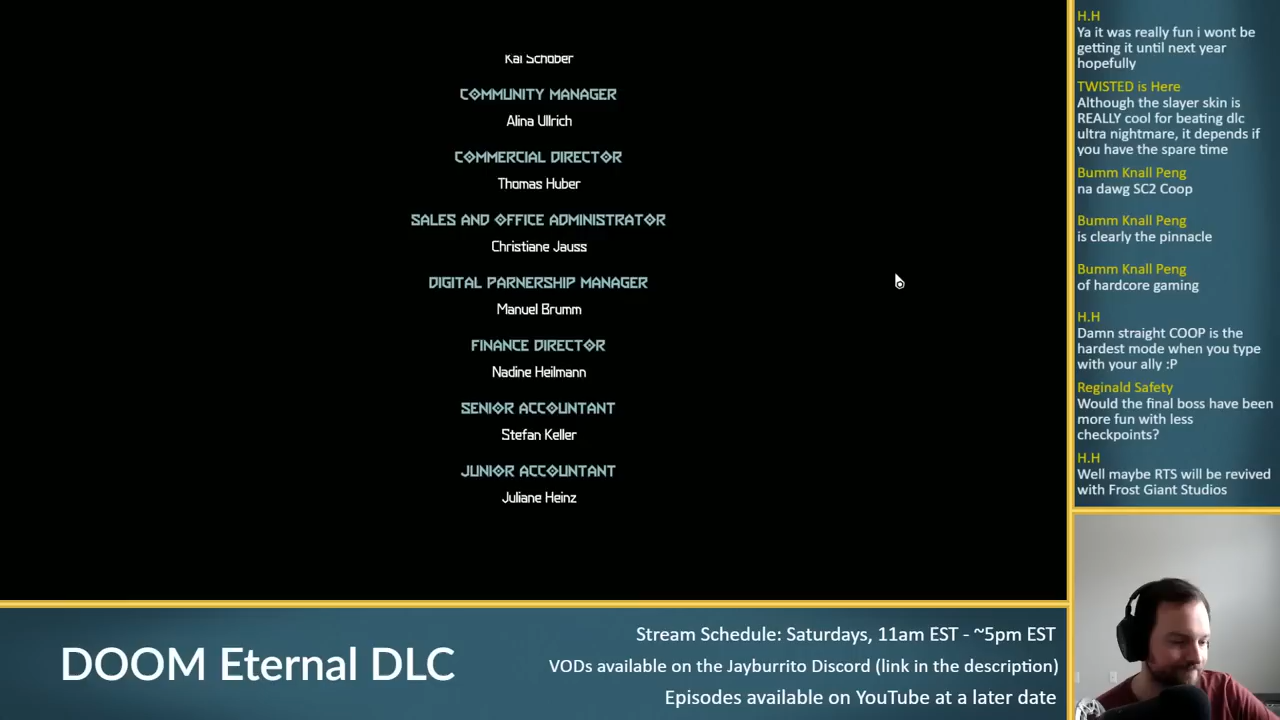 Kai Schober
COMMUNITY MANAGER
Alina Ullrich
COMMERCIAL DIRECTOR
Thomas Huber
SALES AND OFFICE ADMINISTRATOR
Christiane Jauss
DIGITAL PARNERSHIP MANAGER
Manuel Brumm
FINANCE DIRECTOR
Nadine Heilmann
SENIOR ACCOUNTANT
Stefan Keller
JUNIOR ACCOUNTANT
Juliane Heinz
H.H
Ya it was really fun i wont be
getting it until next year
hopefully
TWISTED is Here
Although the slayer skin is
REALLY cool for beating dlc
ultra nightmare, it depends if
you have the spare time
Bumm Knall Peng
na dawg SC2 Coop
Bumm Knall Peng
is clearly the pinnacle
Bumm Knall Peng
of hardcore gaming
H.H
Damn straight COOP is the
hardest mode when you type
with your ally :P
Reginald Safety
Would the final boss have been
more fun with less
checkpoints?
H.H
Well maybe RTS will be revived
with Frost Giant Studios
DOOM Eternal DLC
Stream Schedule: Saturdays, 11am EST - ~5pm EST
VODs available on the Jayburrito Discord (link in the description)
Episodes available on YouTube at a later date